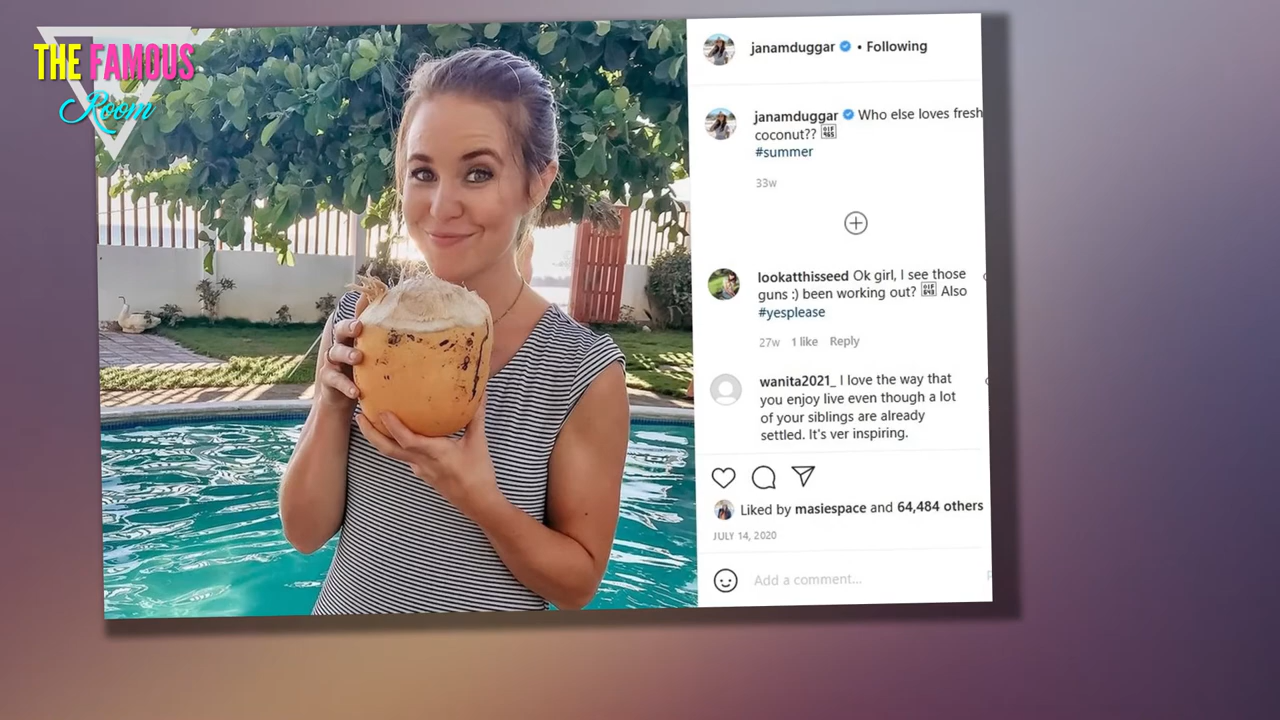 THE FAMOUS
Room
janamduggar • Following
janamduggar Who else loves fresh
coconut??
#summer
33w
lookatthisseed Ok girl, I see those
guns :) been working out? Also
#yesplease
27w 1 like Reply
wanita2021_ I love the way that
you enjoy live even though a lot
of your siblings are already
settled. It's ver inspiring.
Liked by masiespace and 64,484 others
JULY 14, 2020
Add a comment...